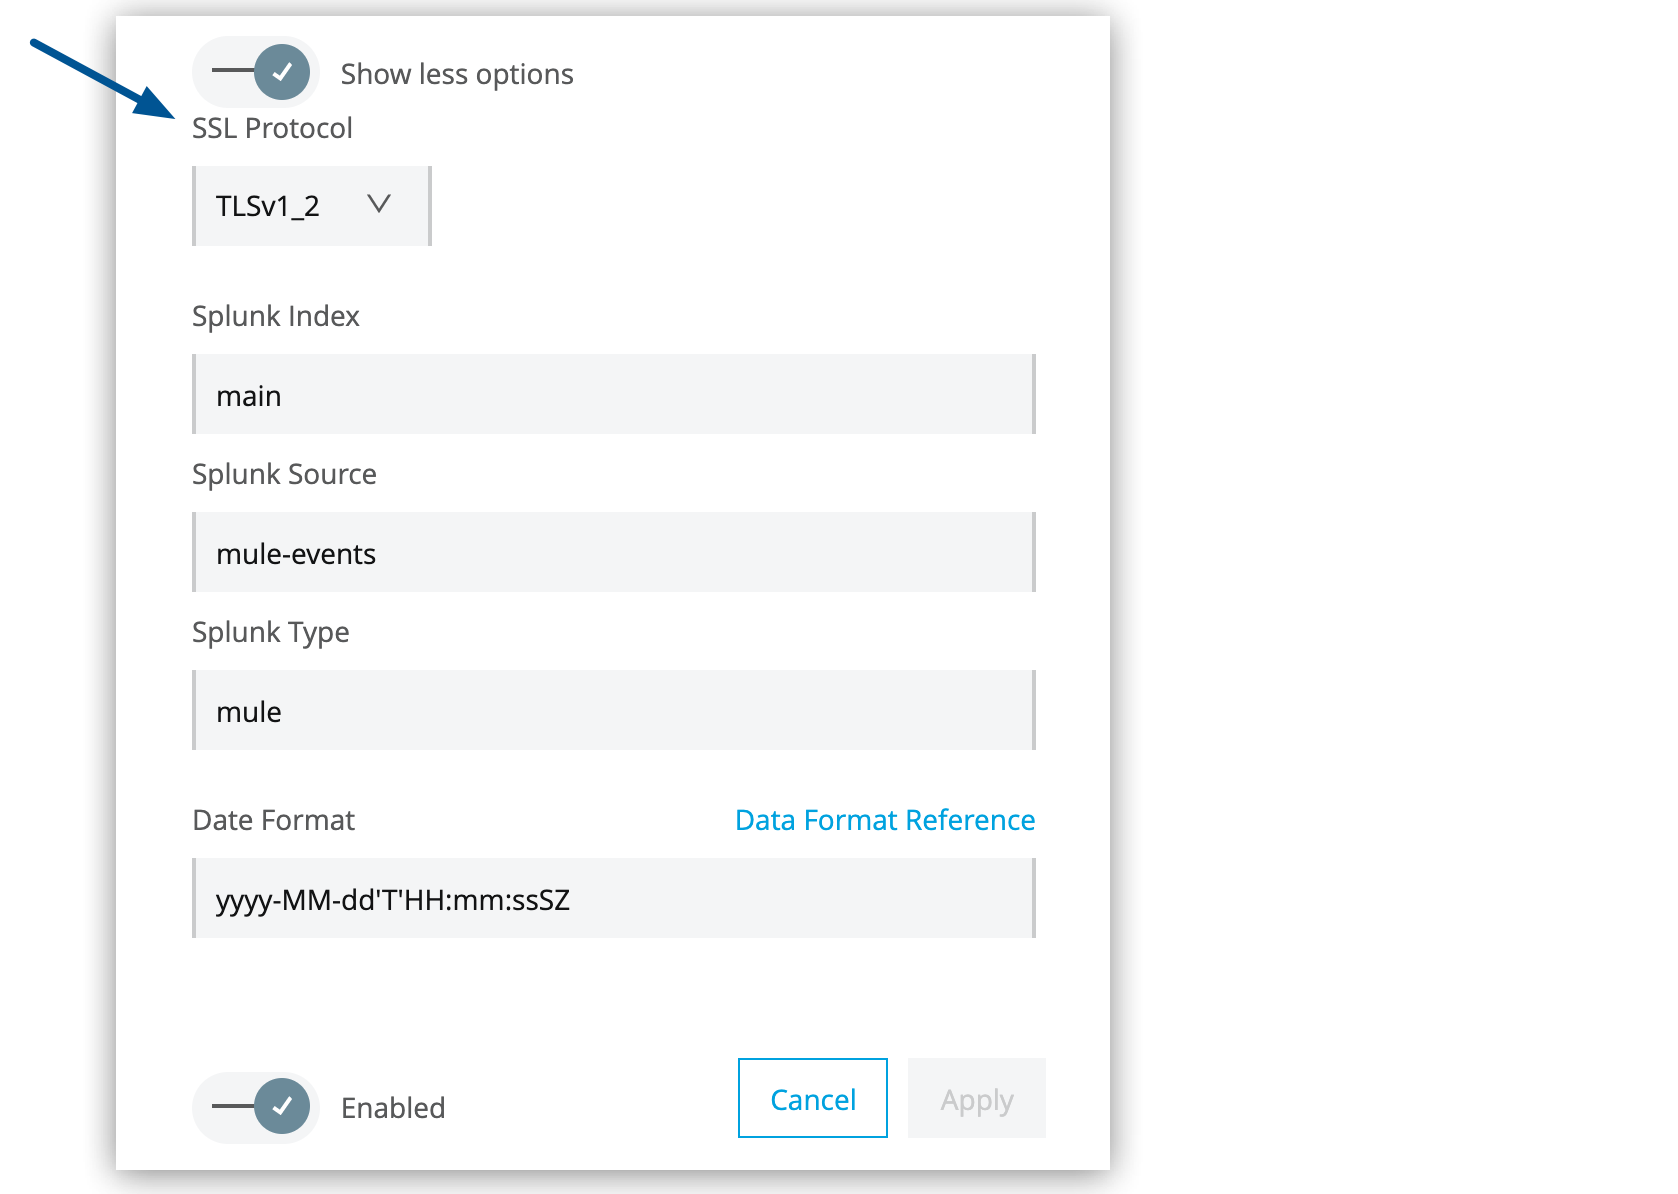 Show less options
SSL Protocol
TLSv1_2
Splunk Index
main
Splunk Source
mule-events
Splunk Type
mule
Date Format
Data Format Reference
yyyy-MM-dd'T'HH:mm:ssSZ
Enabled
Cancel
Apply